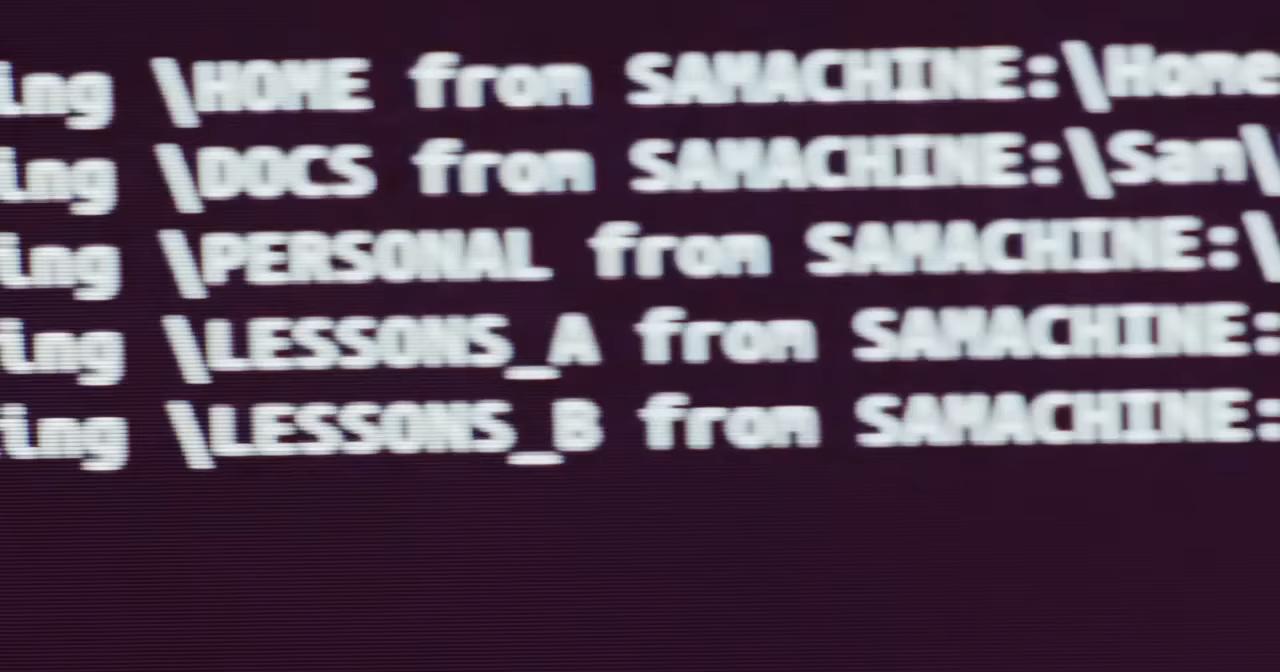 ing \HOME from SAMACHINE:\Home
ing \DOCS from SAMACHINE:\Sam\
ing \PERSONAL from SAMACHINE:\
ing \LESSONS_A from SAMACHINE:
ing \LESSONS_B from SAMACHINE: